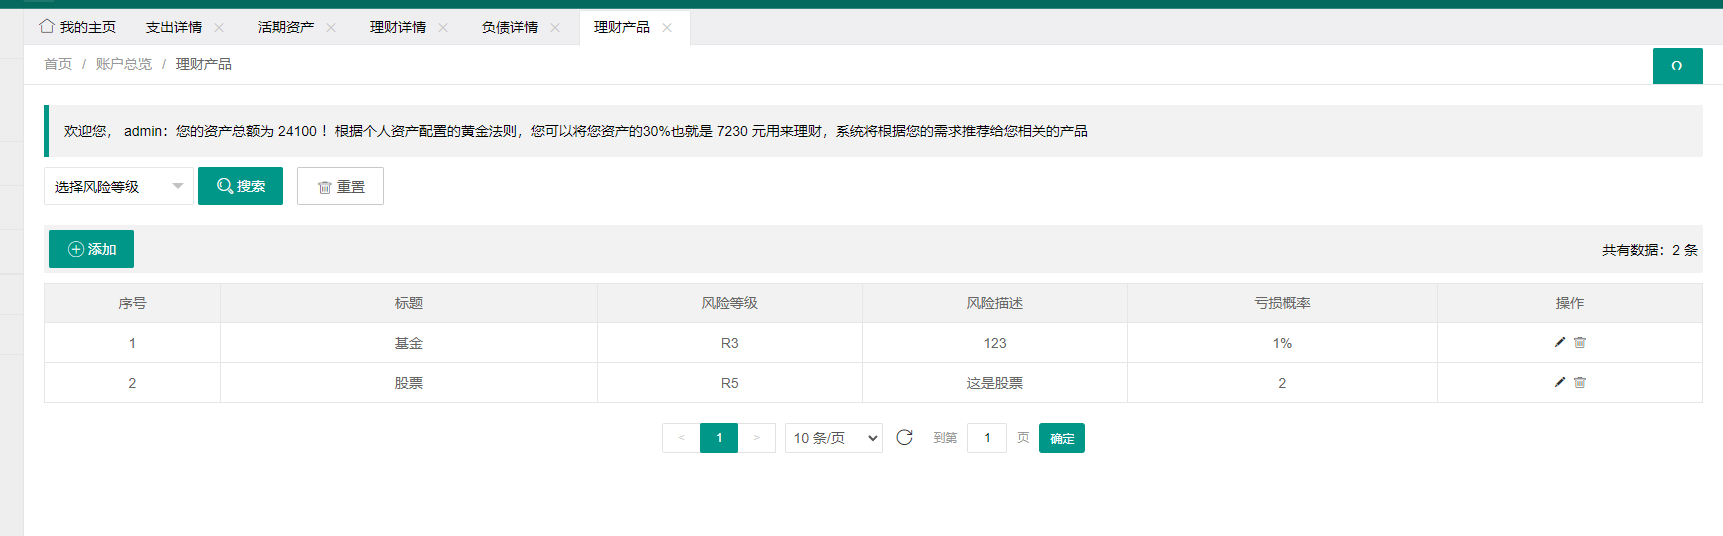 我的主页 支出详情 活期资产 理财详情 负债详情 理财产品
首页 / 账户总览 / 理财产品
欢迎您， admin：您的资产总额为 24100！根据个人资产配置的黄金法则，您可以将您资产的30%也就是 7230 元用来理财，系统将根据您的需求推荐给您相关的产品
选择风险等级 搜索 重置
添加 共有数据：2 条
序号 标题 风险等级 风险描述 亏损概率 操作
1 基金 R3 123 1%
2 股票 R5 这是股票 2
< 1 > 10 条/页 到第 1 页 确定